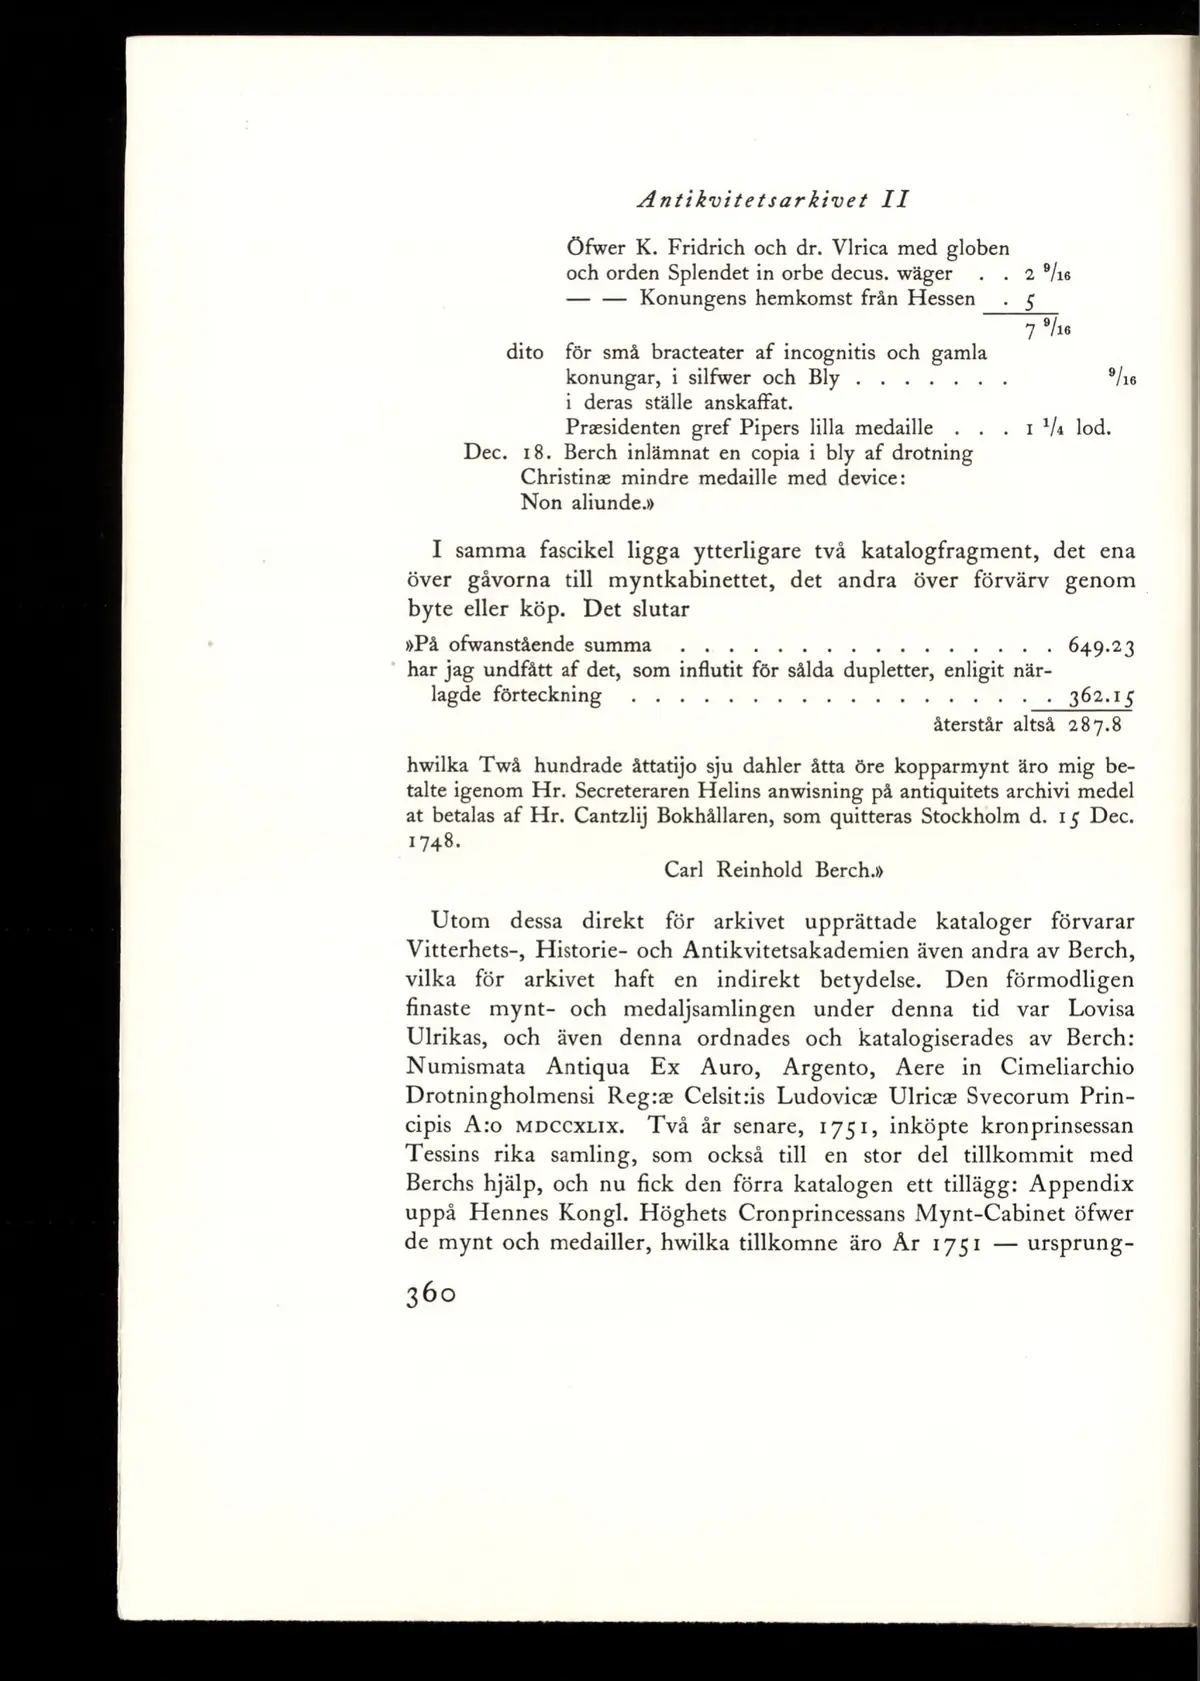 Antikvitetsarkivet II
Öfwer K. Fridrich och dr. Vlrica med globen
och orden Splendet in orbe decus. wäger . . 2 9/16
— — Konungens hemkomst från Hessen . 5
7 9/16
dito för små bracteater af incognitis och gamla
konungar, i silfwer och Bly . . . . . . . 9/16
i deras ställe anskaffat.
Præsidenten gref Pipers lilla medaille . . . 1 1/4 lod.
Dec. 18. Berch inlämnat en copia i bly af drotning
Christinæ mindre medaille med device:
Non aliunde.»
I samma fascikel ligga ytterligare två katalogfragment, det ena
över gåvorna till myntkabinettet, det andra över förvärv genom
byte eller köp. Det slutar
»På ofwanstående summa . . . . . . . . . . . . . . . . 649.23
har jag undfått af det, som influtit för sålda dupletter, enligit när-
lagde förteckning . . . . . . . . . . . . . . . . . . 362.15
återstår altså 287.8
hwilka Twå hundrade åttatijo sju dahler åtta öre kopparmynt äro mig be-
talte igenom Hr. Secreteraren Helins anwisning på antiquitets archivi medel
at betalas af Hr. Cantzlij Bokhållaren, som quitteras Stockholm d. 15 Dec.
1748.
Carl Reinhold Berch.»
Utom dessa direkt för arkivet upprättade kataloger förvarar
Vitterhets-, Historie- och Antikvitetsakademien även andra av Berch,
vilka för arkivet haft en indirekt betydelse. Den förmodligen
finaste mynt- och medaljsamlingen under denna tid var Lovisa
Ulrikas, och även denna ordnades och katalogiserades av Berch:
Numismata Antiqua Ex Auro, Argento, Aere in Cimeliarchio
Drotningholmensi Reg:æ Celsit:is Ludovicæ Ulricæ Svecorum Prin-
cipis A:o MDCCXLIX. Två år senare, 1751, inköpte kronprinsessan
Tessins rika samling, som också till en stor del tillkommit med
Berchs hjälp, och nu fick den förra katalogen ett tillägg: Appendix
uppå Hennes Kongl. Höghets Cronprincessans Mynt-Cabinet öfwer
de mynt och medailler, hwilka tillkomne äro År 1751 — ursprung-
360